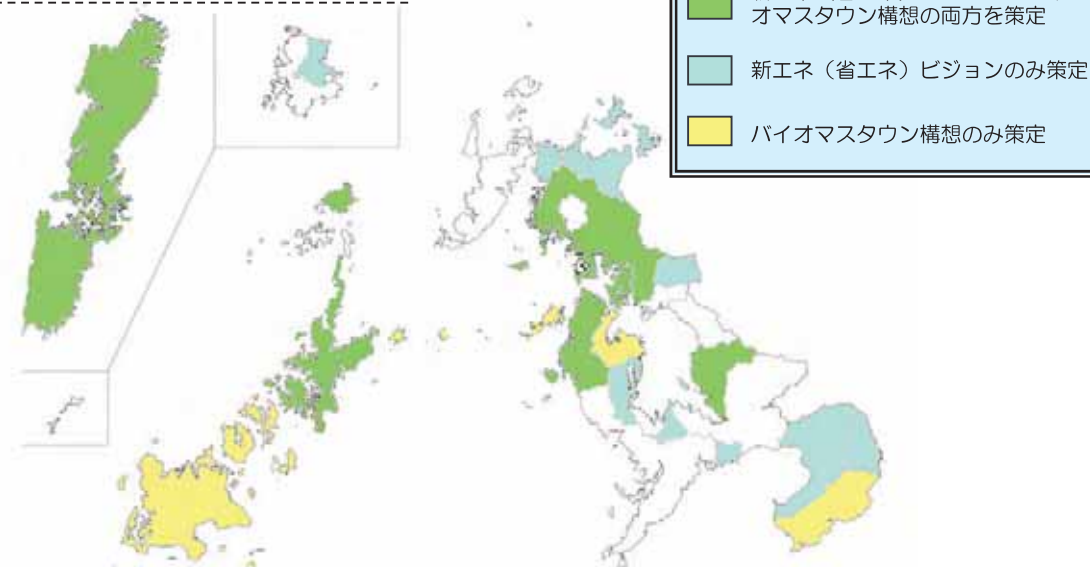 オマスタウン構想の両方を策定
新エネ（省エネ）ビジョンのみ策定
バイオマスタウン構想のみ策定